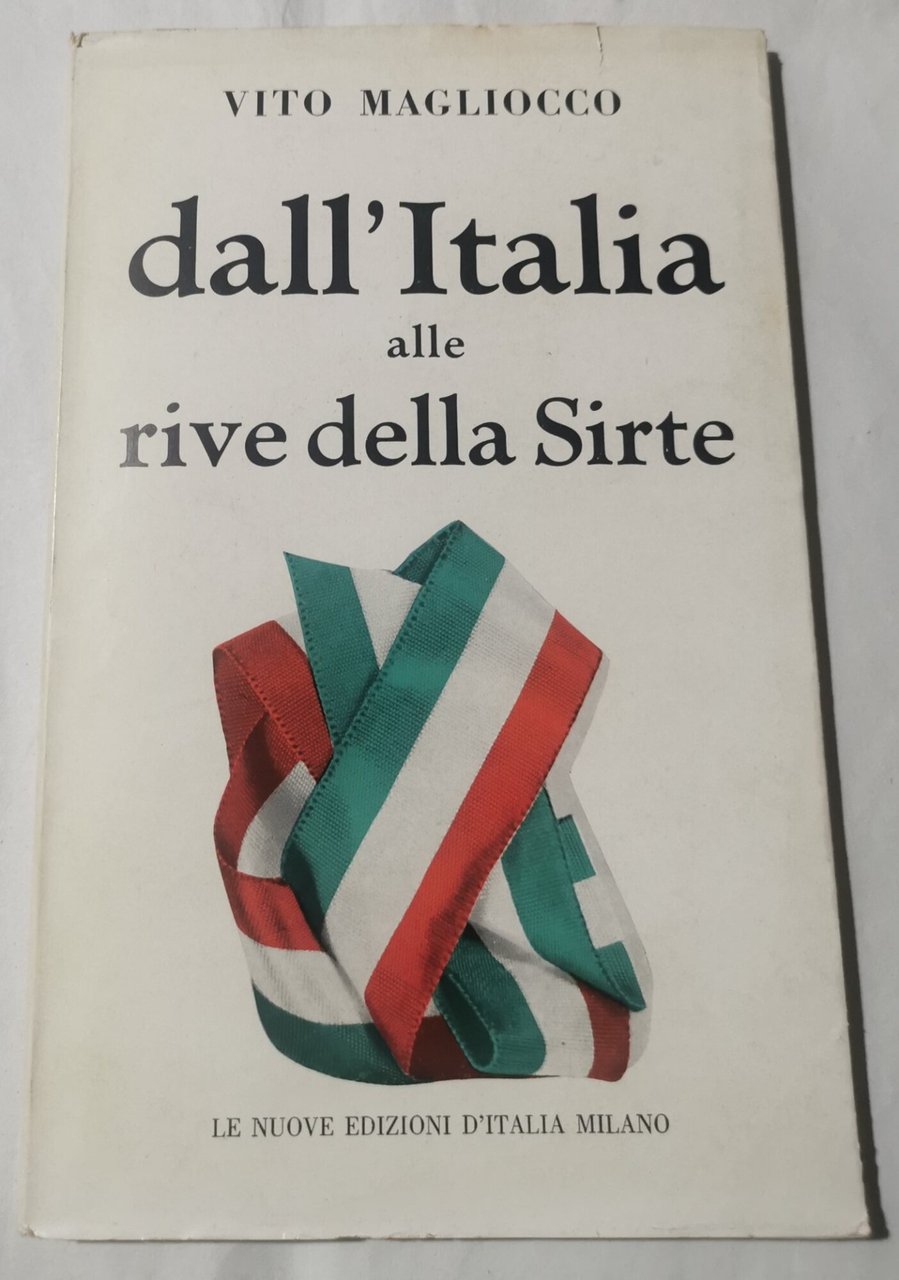 VITO MAGLIOCCO
dall'Italia
alle
rive della Sirte
LE NUOVE EDIZIONI D'ITALIA MILANO